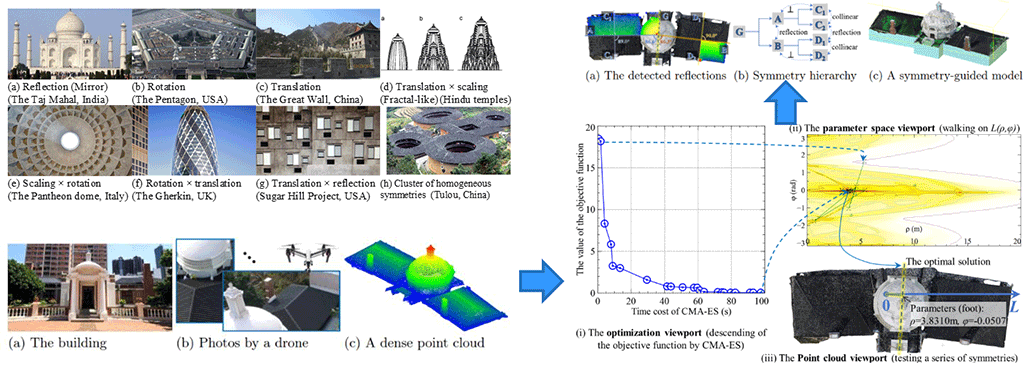 a
b
c
(a) Reflection (Mirror)
(The Taj Mahal, India)
(b) Rotation
(The Pentagon, USA)
(c) Translation
(The Great Wall, China)
(d) Translation × scaling
(Fractal-like) (Hindu temples)
(e) Scaling × rotation
(The Pantheon dome, Italy)
(f) Rotation × translation
(The Gherkin, UK)
(g) Translation × reflection
(Sugar Hill Project, USA)
(h) Cluster of homogeneous
symmetries (Tulou, China)
(a) The building
(b) Photos by a drone
(c) A dense point cloud
A
G
B
G
A
B
C₁
C₂
D₁
D₂
⊥
⊥
reflection
collinear
reflection
collinear
(a) The detected reflections
(b) Symmetry hierarchy
(c) A symmetry-guided model
The value of the objective function
20
15
10
5
0
0
20
40
60
80
100
Time cost of CMA-ES (s)
(i) The optimization viewport (descending of
the objective function by CMA-ES)
(ii) The parameter space viewport (walking on L(ρ,φ))
φ (rad)
3
2
1
0
-1
-2
-3
0
5
10
15
20
ρ (m)
The optimal solution
0
L
Parameters (foot):
ρ=3.8310m, φ=-0.0507
(iii) The Point cloud viewport (testing a series of symmetries)